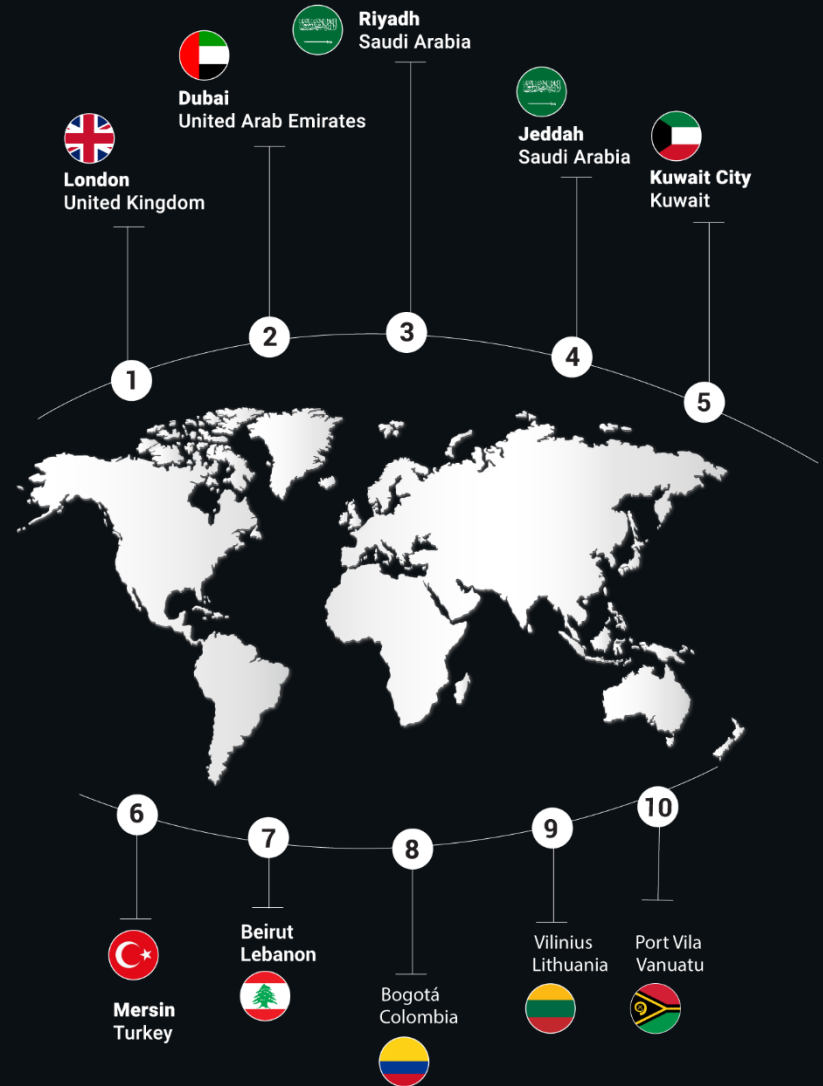 Riyadh
Saudi Arabia
Dubai
United Arab Emirates
Jeddah
Saudi Arabia
London
United Kingdom
Kuwait City
Kuwait
1
2
3
4
5
6
7
8
9
10
Mersin
Turkey
Beirut
Lebanon
Bogotá
Colombia
Vilinius
Lithuania
Port Vila
Vanuatu